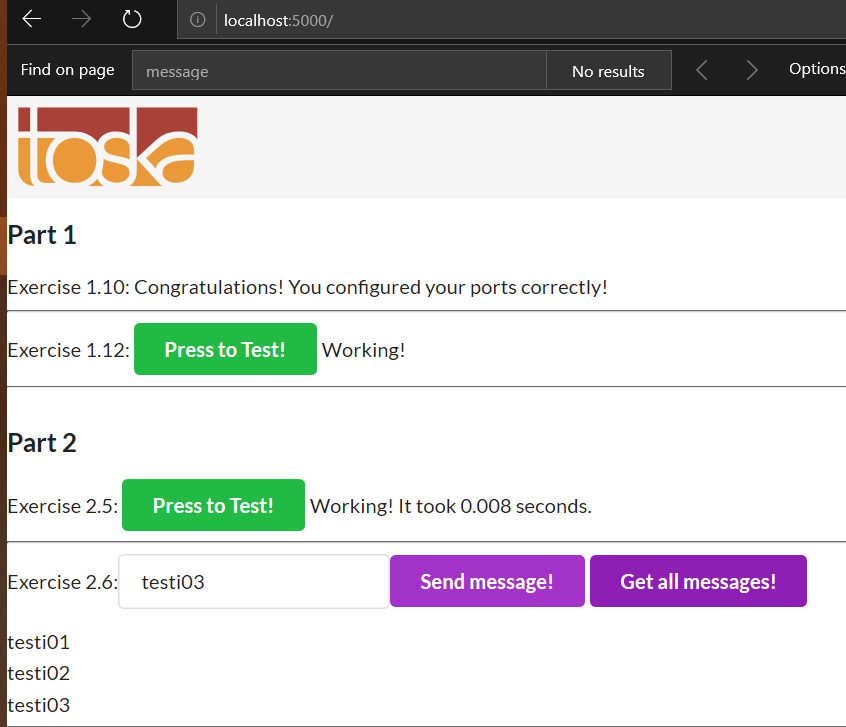 localhost:5000/
Find on page message No results Options
toska
Part 1
Exercise 1.10: Congratulations! You configured your ports correctly!
Exercise 1.12: Press to Test! Working!
Part 2
Exercise 2.5: Press to Test! Working! It took 0.008 seconds.
Exercise 2.6: testi03 Send message! Get all messages!
testi01
testi02
testi03